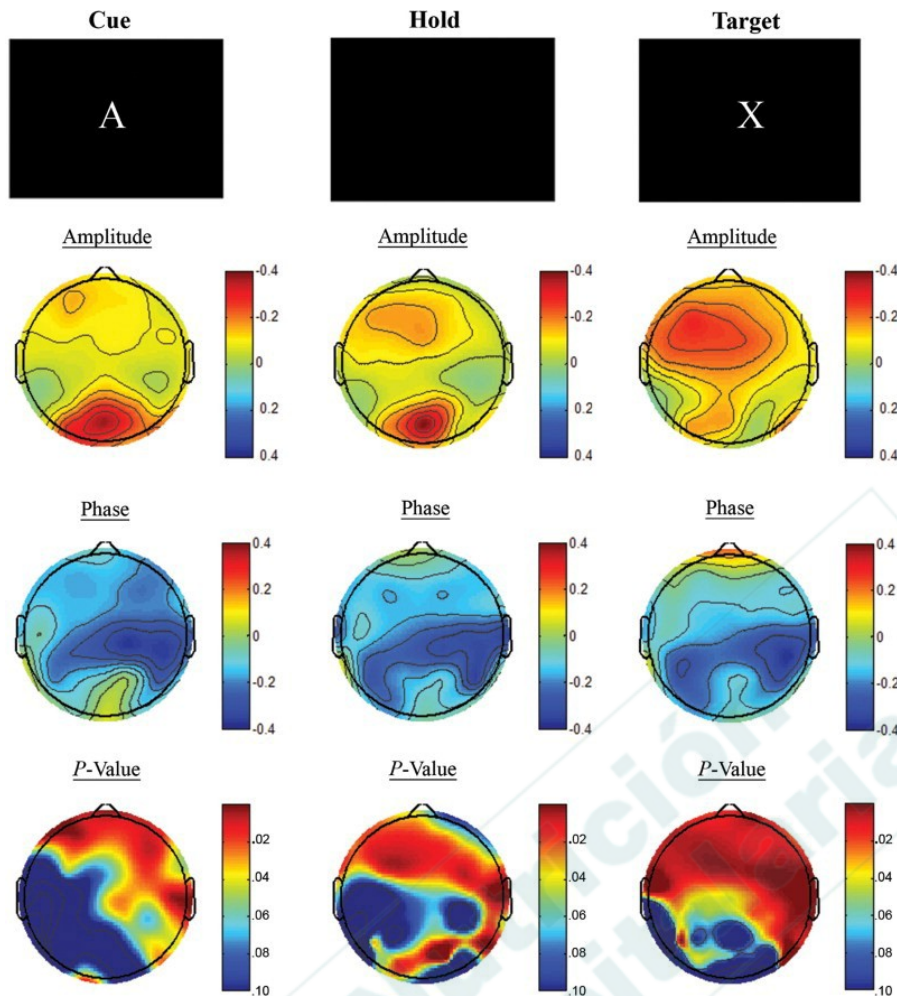 Cue Hold Target
A X
Amplitude Amplitude Amplitude
-0.4 -0.4 -0.4
0.2 0.2 0.2
0 0 0
0.2 0.2 -0.2
0.4 0.4 0.4
Phase Phase Phase
0.4 0.4 0.4
0.2 0.2 0.2
0 0 0
-0.2 -0.2 -0.2
-0.4 -0.4 -0.4
P-Value P-Value P-Value
.02 .02 .02
.04 .04 .04
.06 .06 .06
.08 .08 .08
.10 .10 .10
Nutrición